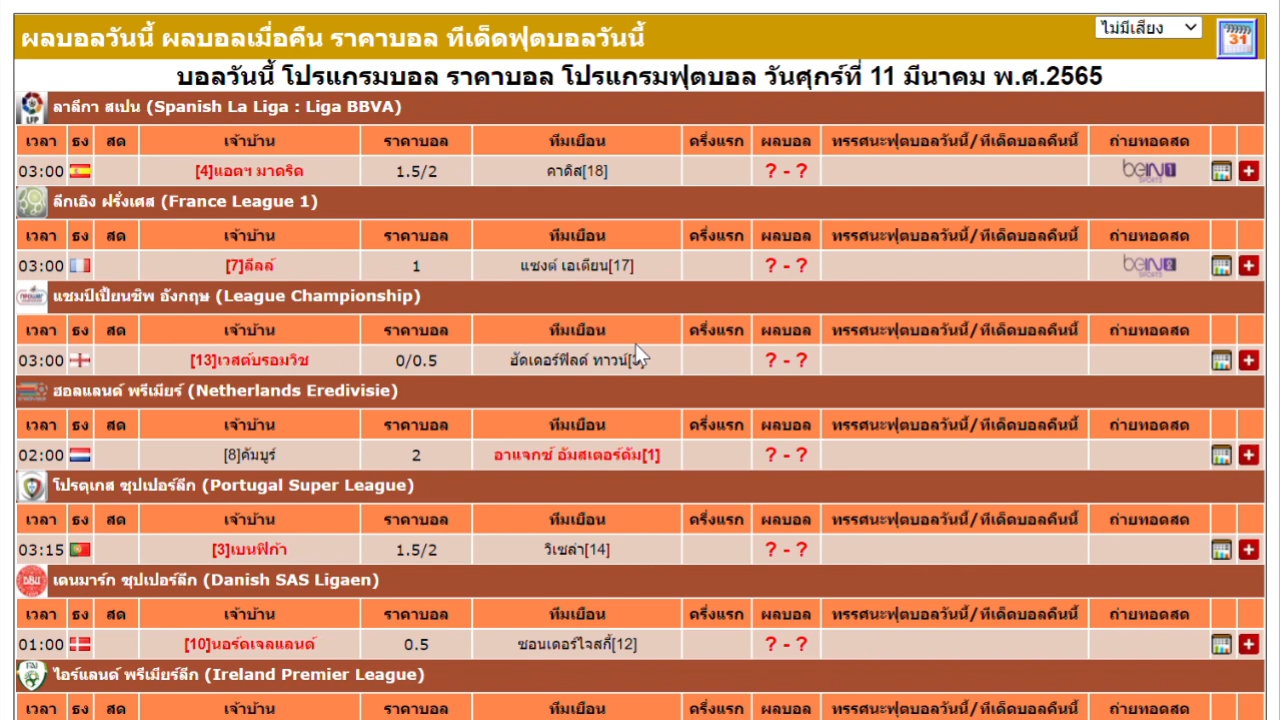 ผลบอลวันนี้ ผลบอลเมื่อคืน ราคาบอล ทีเด็ดฟุตบอลวันนี้ ไม่มีเสียง 31
บอลวันนี้ โปรแกรมบอล ราคาบอล โปรแกรมฟุตบอล วันศุกร์ที่ 11 มีนาคม พ.ศ.2565
LFP ลาลีกา สเปน (Spanish La Liga : Liga BBVA)
เวลา ธง สด เจ้าบ้าน ราคาบอล ทีมเยือน ครึ่งแรก ผลบอล ทรรศนะฟุตบอลวันนี้/ทีเด็ดบอลคืนนี้ ถ่ายทอดสด
03:00 [4]แอตฯ มาดริด 1.5/2 คาดิส[18] ? - ? beIN 1 SPORTS
ลีกเอิง ฝรั่งเศส (France League 1)
เวลา ธง สด เจ้าบ้าน ราคาบอล ทีมเยือน ครึ่งแรก ผลบอล ทรรศนะฟุตบอลวันนี้/ทีเด็ดบอลคืนนี้ ถ่ายทอดสด
03:00 [7]ลีลล์ 1 แซงต์ เอเตียน[17] ? - ? beIN 2 SPORTS
แชมป์เปี้ยนชิพ อังกฤษ (League Championship)
เวลา ธง สด เจ้าบ้าน ราคาบอล ทีมเยือน ครึ่งแรก ผลบอล ทรรศนะฟุตบอลวันนี้/ทีเด็ดบอลคืนนี้ ถ่ายทอดสด
03:00 [13]เวสต์บรอมวิช 0/0.5 ฮัดเดอร์ฟิลด์ ทาวน์ ? - ?
ฮอลแลนด์ พรีเมียร์ (Netherlands Eredivisie)
เวลา ธง สด เจ้าบ้าน ราคาบอล ทีมเยือน ครึ่งแรก ผลบอล ทรรศนะฟุตบอลวันนี้/ทีเด็ดบอลคืนนี้ ถ่ายทอดสด
02:00 [8]คัมบูร์ 2 อาแจกซ์ อัมสเตอร์ดัม[1] ? - ?
โปรตุเกส ซุปเปอร์ลีก (Portugal Super League)
เวลา ธง สด เจ้าบ้าน ราคาบอล ทีมเยือน ครึ่งแรก ผลบอล ทรรศนะฟุตบอลวันนี้/ทีเด็ดบอลคืนนี้ ถ่ายทอดสด
03:15 [3]เบนฟิก้า 1.5/2 วิเซล่า[14] ? - ?
DBU เดนมาร์ก ซุปเปอร์ลีก (Danish SAS Ligaen)
เวลา ธง สด เจ้าบ้าน ราคาบอล ทีมเยือน ครึ่งแรก ผลบอล ทรรศนะฟุตบอลวันนี้/ทีเด็ดบอลคืนนี้ ถ่ายทอดสด
01:00 [10]นอร์ดเจลแลนด์ 0.5 ซอนเดอร์ไจสกี้[12] ? - ?
FAI ไอร์แลนด์ พรีเมียร์ลีก (Ireland Premier League)
เวลา ธง สด เจ้าบ้าน ราคาบอล ทีมเยือน ครึ่งแรก ผลบอล ทรรศนะฟุตบอลวันนี้/ทีเด็ดบอลคืนนี้ ถ่ายทอดสด